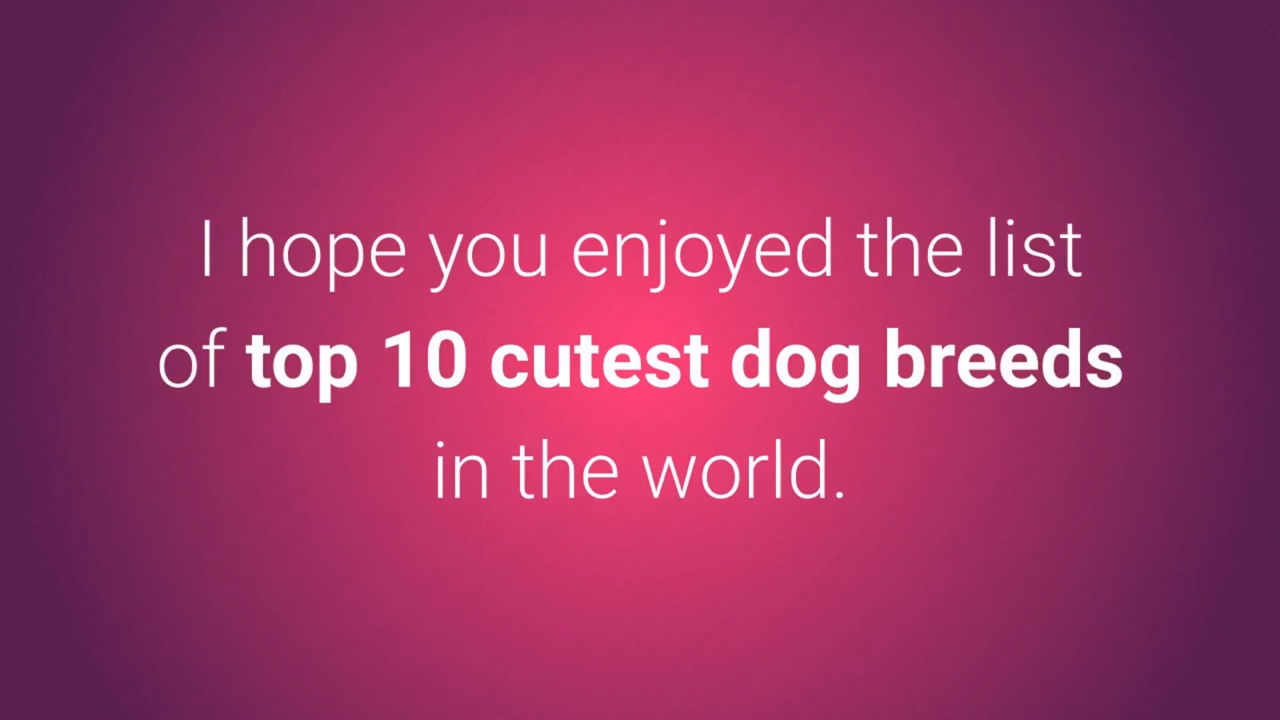 I hope you enjoyed the list
of top 10 cutest dog breeds
in the world.